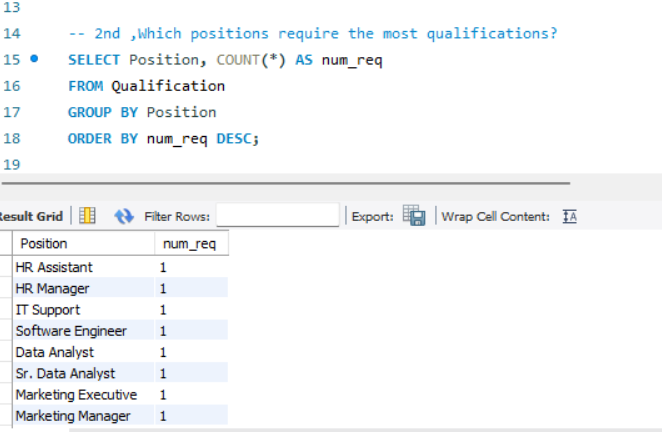 13
14 -- 2nd ,Which positions require the most qualifications?
15 SELECT Position, COUNT(*) AS num_req
16 FROM Qualification
17 GROUP BY Position
18 ORDER BY num_req DESC;
19
Result Grid Filter Rows: Export: Wrap Cell Content: IA
Position num_req
HR Assistant 1
HR Manager 1
IT Support 1
Software Engineer 1
Data Analyst 1
Sr. Data Analyst 1
Marketing Executive 1
Marketing Manager 1